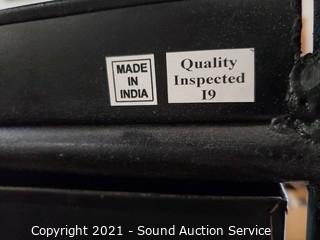 MADE
IN
INDIA
Quality
Inspected
I9
Copyright 2021 - Sound Auction Service